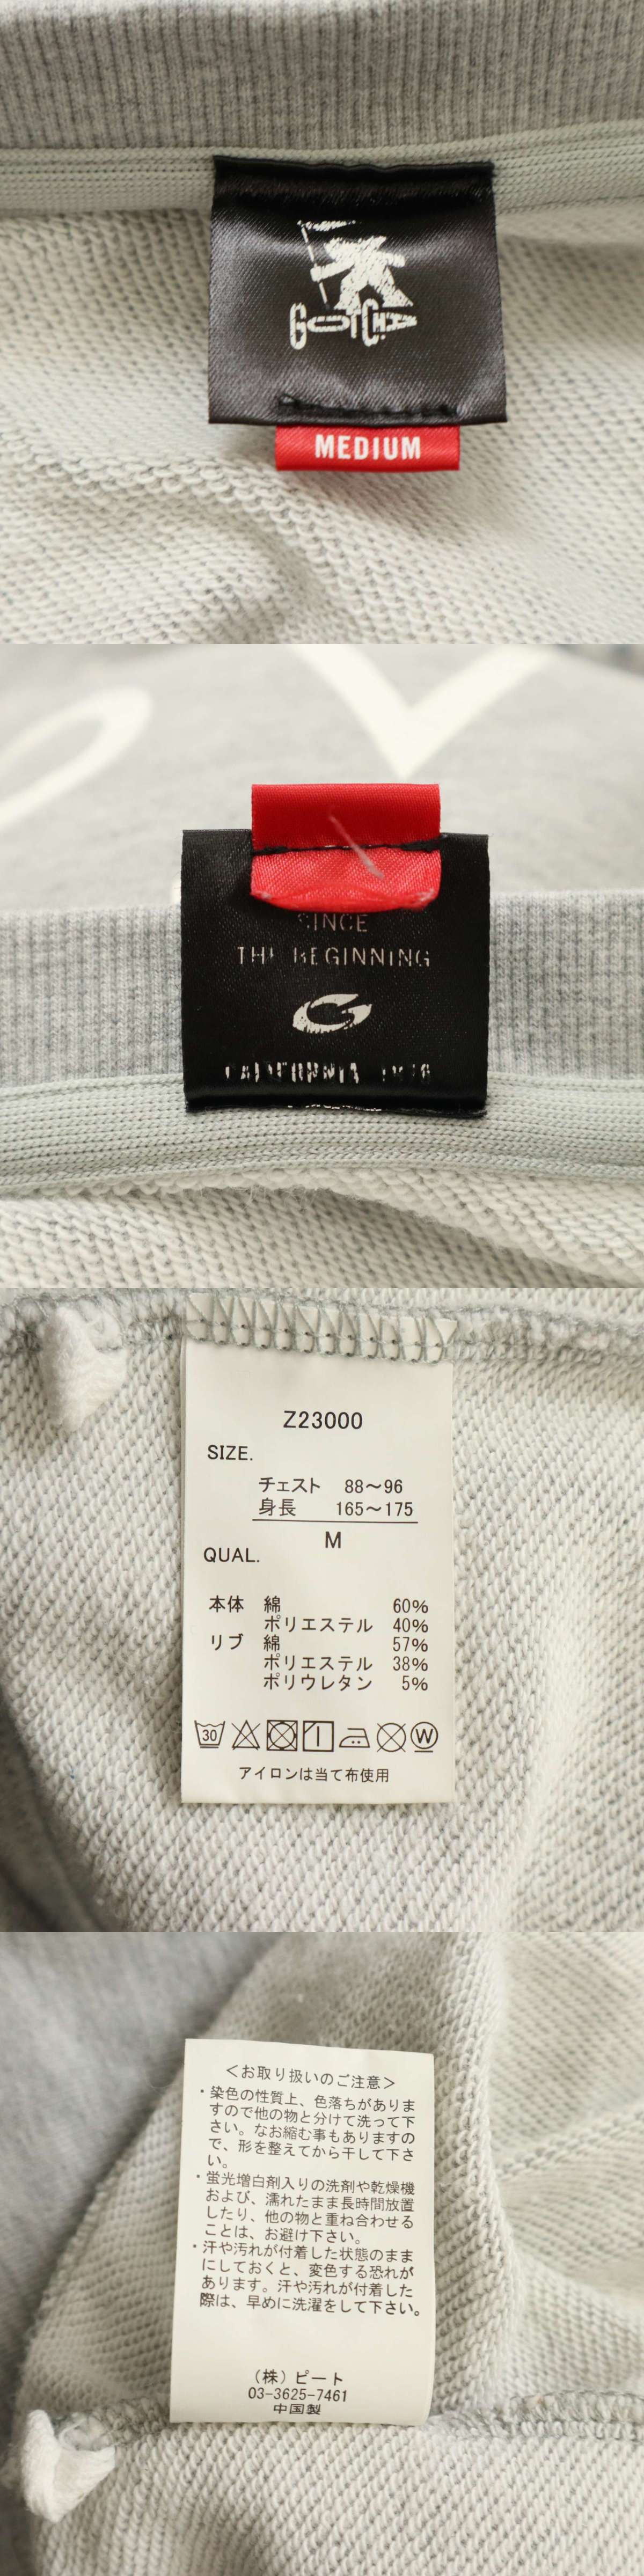 GOTCHA
MEDIUM
SINCE
THE BEGINNING
G
CALIFORNIA
Z23000
SIZE.
チェスト 88～96
身長 165～175
M
QUAL.
本体 綿 60%
ポリエステル 40%
リブ 綿 57%
ポリエステル 38%
ポリウレタン 5%
30 W
アイロンは当て布使用
＜お取り扱いのご注意＞
・染色の性質上、色落ちがありま
すので他の物と分けて洗って下
さい。なお縮む事もありますの
で、形を整えてから干して下さ
い。
・蛍光増白剤入りの洗剤や乾燥機
および、濡れたまま長時間放置
したり、他の物と重ね合わせる
ことは、お避け下さい。
・汗や汚れが付着した状態のまま
にしておくと、変色する恐れが
あります。汗や汚れが付着した
際は、早めに洗濯をして下さい。
（株）ピート
03-3625-7461
中国製